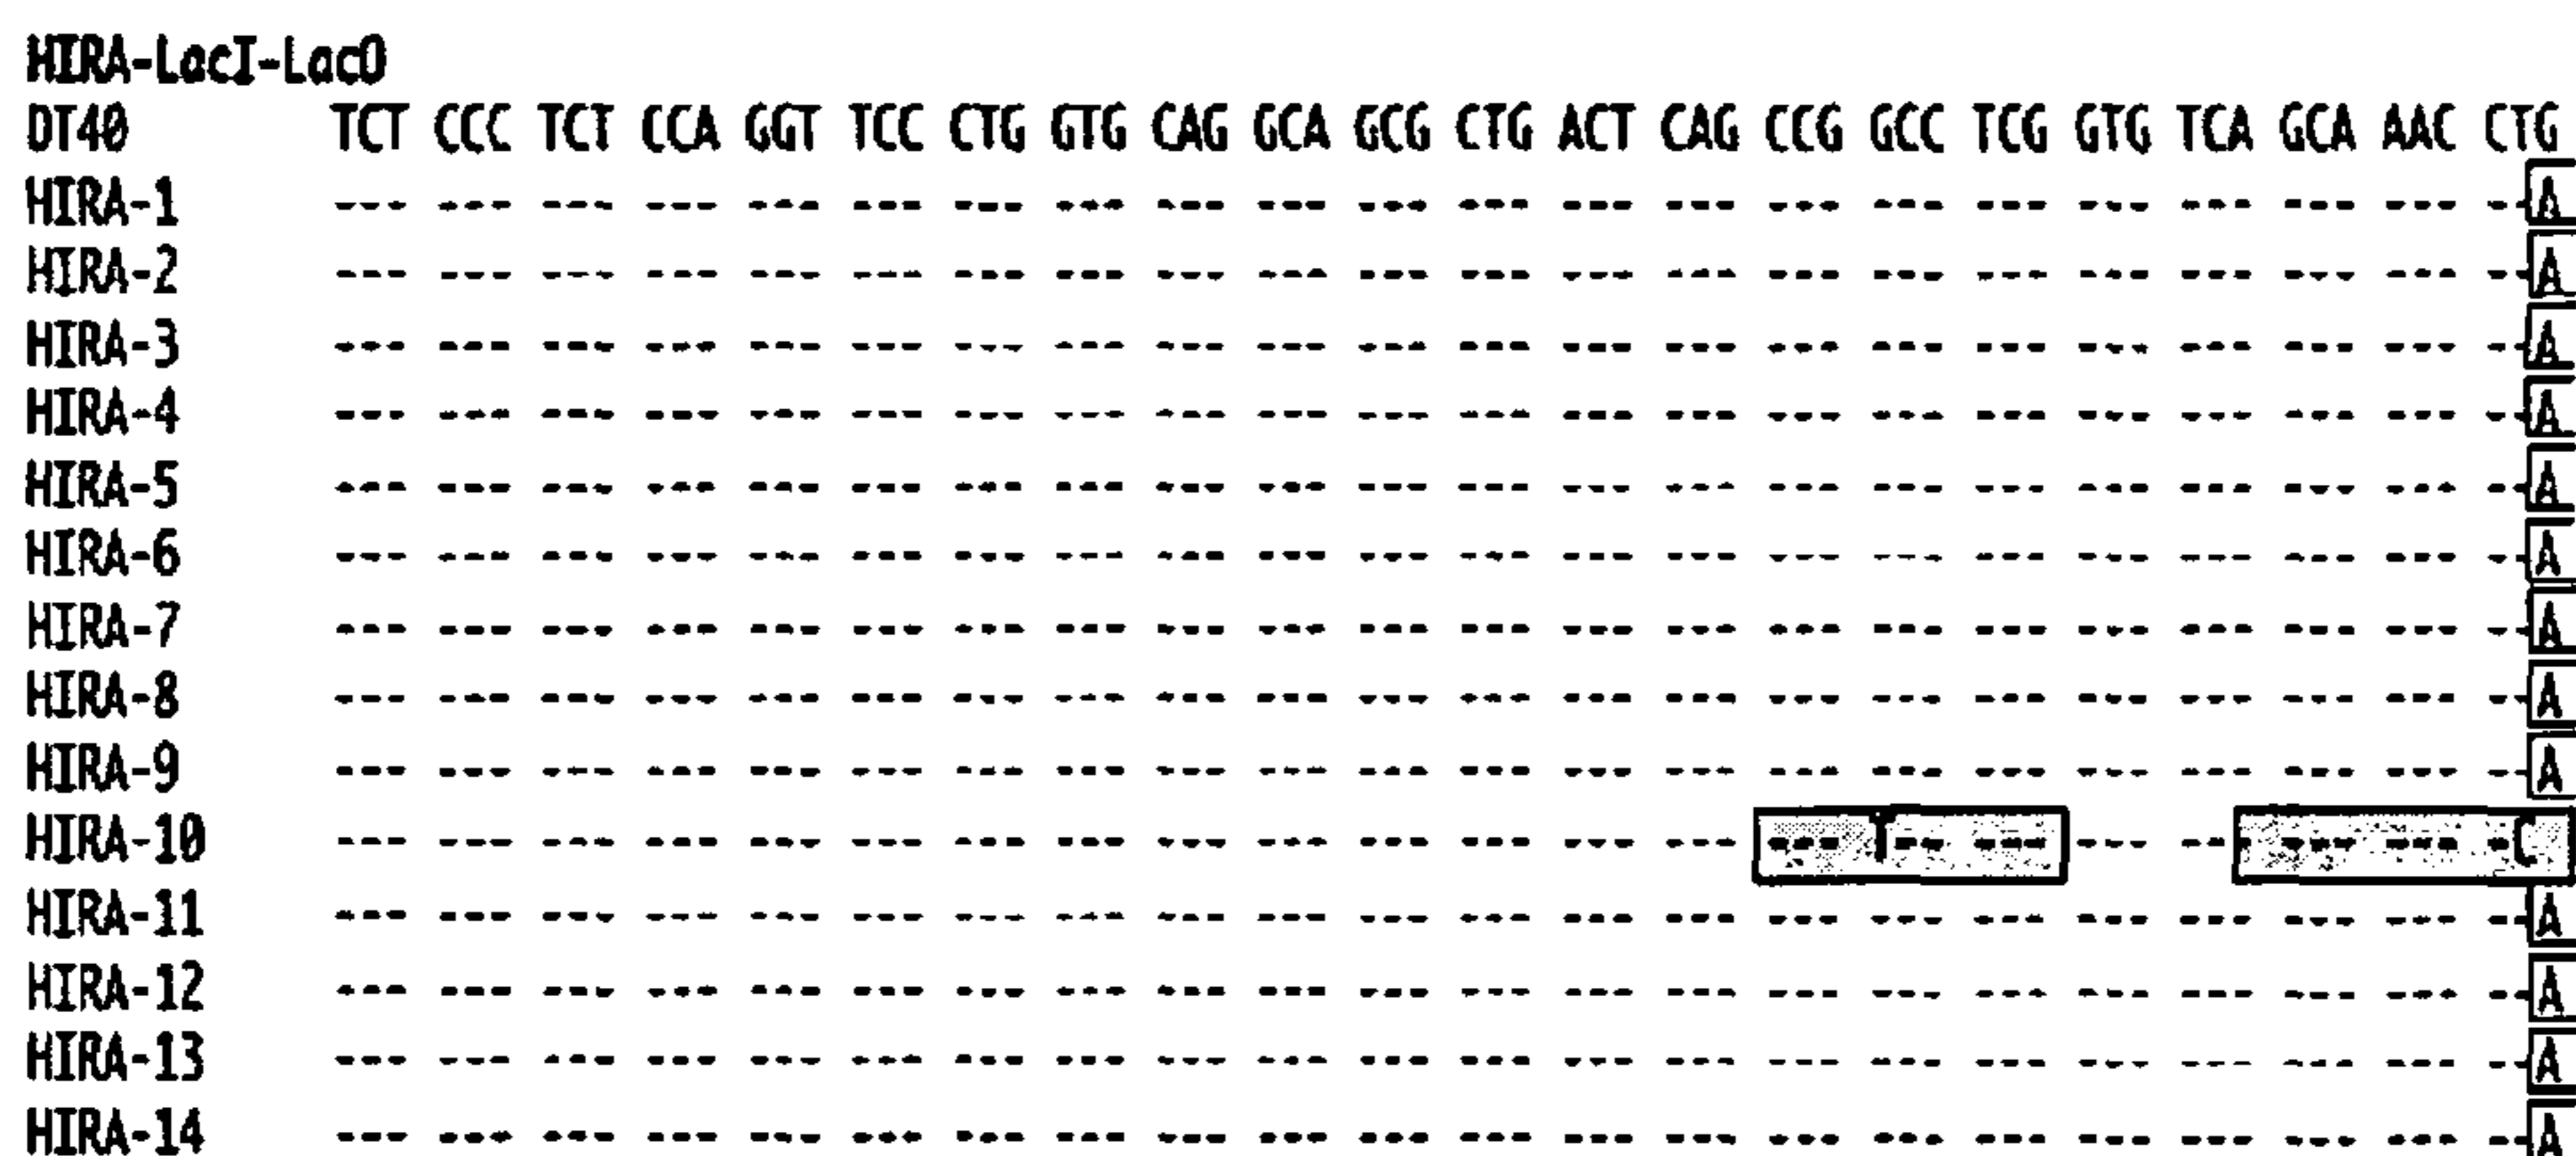 HIRA-LacI-LacO
DT40 TCT CCC TCT CCA GGT TCC CTG GTG CAG GCA GCG CTG ACT CAG CCG GCC TCG GTG TCA GCA AAC CTG
HIRA-1 --- --- --- --- --- --- --- --- --- --- --- --- --- --- --- --- --- --- --- --- --- --A
HIRA-2 --- --- --- --- --- --- --- --- --- --- --- --- --- --- --- --- --- --- --- --- --- --A
HIRA-3 --- --- --- --- --- --- --- --- --- --- --- --- --- --- --- --- --- --- --- --- --- --A
HIRA-4 --- --- --- --- --- --- --- --- --- --- --- --- --- --- --- --- --- --- --- --- --- --A
HIRA-5 --- --- --- --- --- --- --- --- --- --- --- --- --- --- --- --- --- --- --- --- --- --A
HIRA-6 --- --- --- --- --- --- --- --- --- --- --- --- --- --- --- --- --- --- --- --- --- --A
HIRA-7 --- --- --- --- --- --- --- --- --- --- --- --- --- --- --- --- --- --- --- --- --- --A
HIRA-8 --- --- --- --- --- --- --- --- --- --- --- --- --- --- --- --- --- --- --- --- --- --A
HIRA-9 --- --- --- --- --- --- --- --- --- --- --- --- --- --- --- --- --- --- --- --- --- --A
HIRA-10 --- --- --- --- --- --- --- --- --- --- --- --- --- --- --- T-- --- --- --- --- --- -C-
HIRA-11 --- --- --- --- --- --- --- --- --- --- --- --- --- --- --- --- --- --- --- --- --- --A
HIRA-12 --- --- --- --- --- --- --- --- --- --- --- --- --- --- --- --- --- --- --- --- --- --A
HIRA-13 --- --- --- --- --- --- --- --- --- --- --- --- --- --- --- --- --- --- --- --- --- --A
HIRA-14 --- --- --- --- --- --- --- --- --- --- --- --- --- --- --- --- --- --- --- --- --- --A